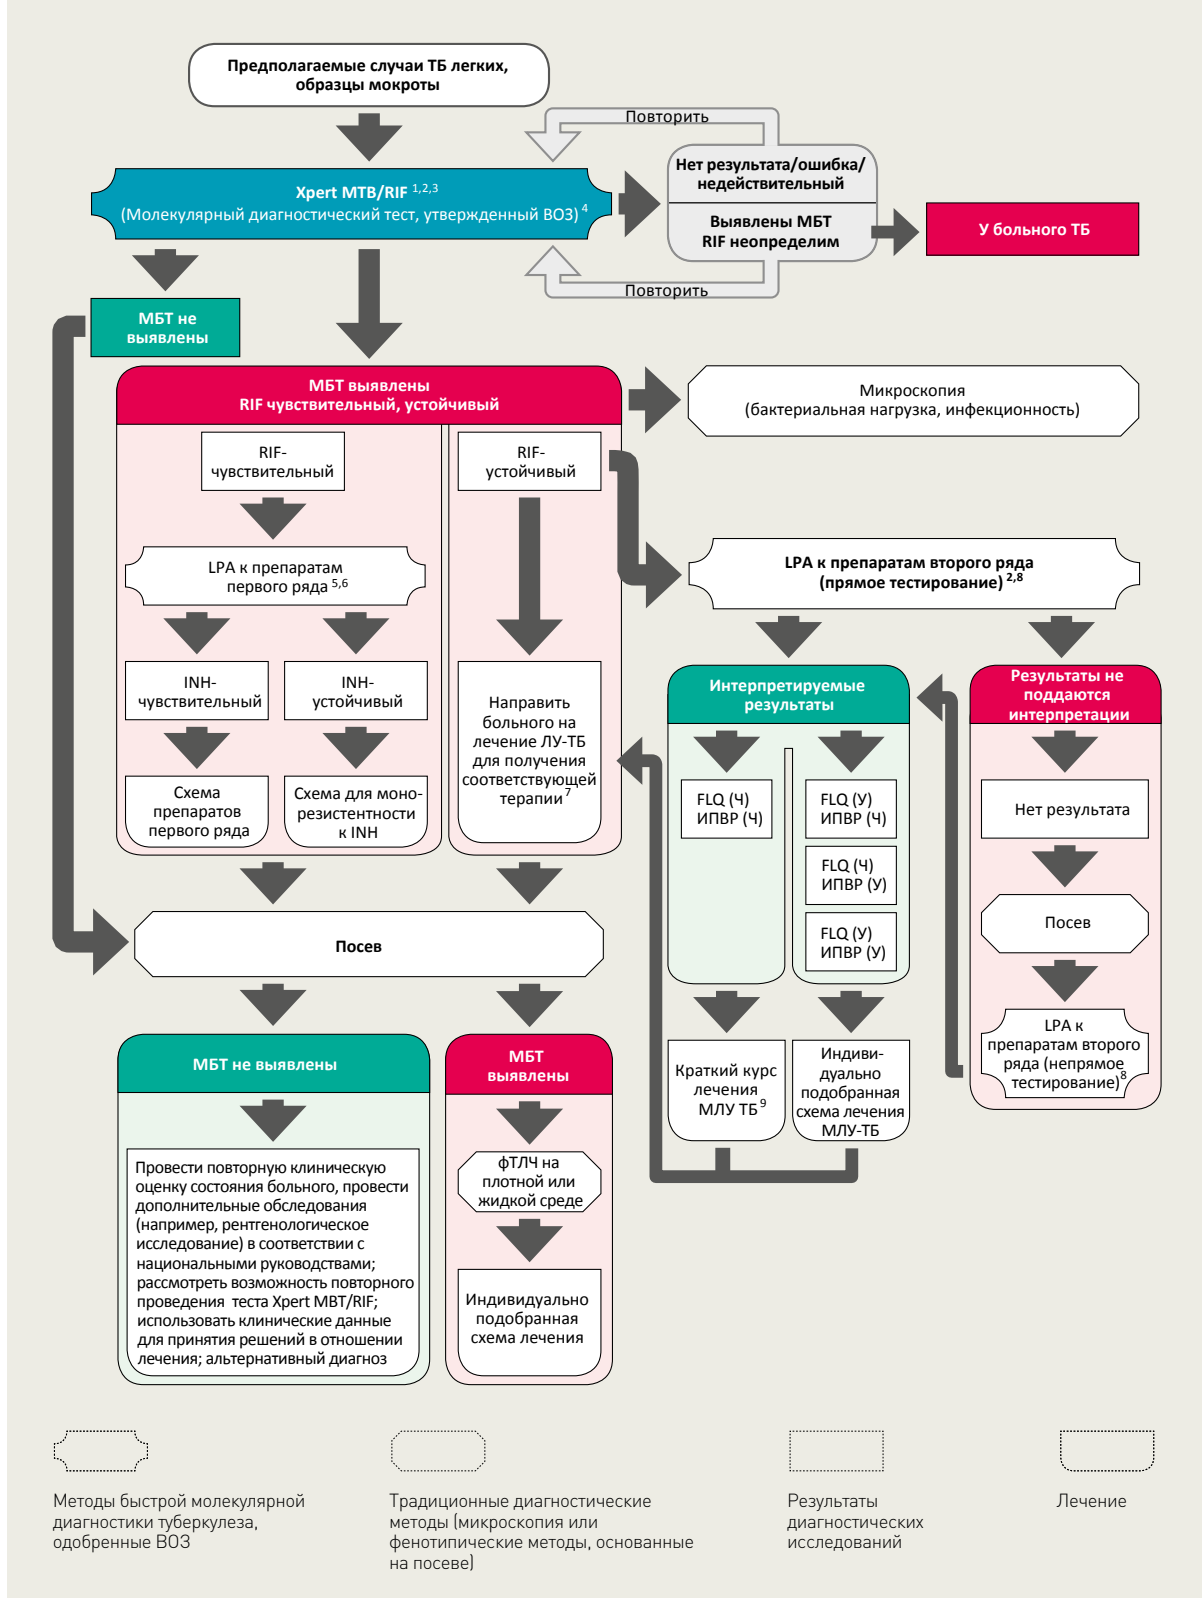 Предполагаемые случаи ТБ легких,
образцы мокроты
Повторить
Xpert MTB/RIF 1,2,3
(Молекулярный диагностический тест, утвержденный ВОЗ) 4
Нет результата/ошибка/
недействительный
Выявлены МБТ
RIF неопределим
У больного ТБ
Повторить
МБТ не
выявлены
МБТ выявлены
RIF чувствительный, устойчивый
Микроскопия
(бактериальная нагрузка, инфекционность)
RIF-
чувствительный
RIF-
устойчивый
LPA к препаратам
первого ряда 5,6
LPA к препаратам второго ряда
(прямое тестирование) 2,8
INH-
чувствительный
INH-
устойчивый
Направить
больного на
лечение ЛУ-ТБ
для получения
соответствующей
терапии 7
Схема
препаратов
первого ряда
Схема для моно-
резистентности
к INH
Интерпретируемые
результаты
Результаты не
поддаются
интерпретации
FLQ (Ч)
ИПВР (Ч)
FLQ (У)
ИПВР (Ч)
FLQ (Ч)
ИПВР (У)
FLQ (У)
ИПВР (У)
Нет результата
Посев
LPA к
препаратам второго
ряда (непрямое
тестирование) 8
Посев
Краткий курс
лечения
МЛУ ТБ 9
Индиви-
дуально
подобранная
схема лечения
МЛУ-ТБ
МБТ не выявлены
МБТ
выявлены
Провести повторную клиническую
оценку состояния больного, провести
дополнительные обследования
(например, рентгенологическое
исследование) в соответствии с
национальными руководствами;
рассмотреть возможность повторного
проведения теста Xpert МВТ/RIF;
использовать клинические данные
для принятия решений в отношении
лечения; альтернативный диагноз
фТЛЧ на
плотной или
жидкой среде
Индивидуально
подобранная
схема лечения
Методы быстрой молекулярной
диагностики туберкулеза,
одобренные ВОЗ
Традиционные диагностические
методы (микроскопия или
фенотипические методы, основанные
на посеве)
Результаты
диагностических
исследований
Лечение